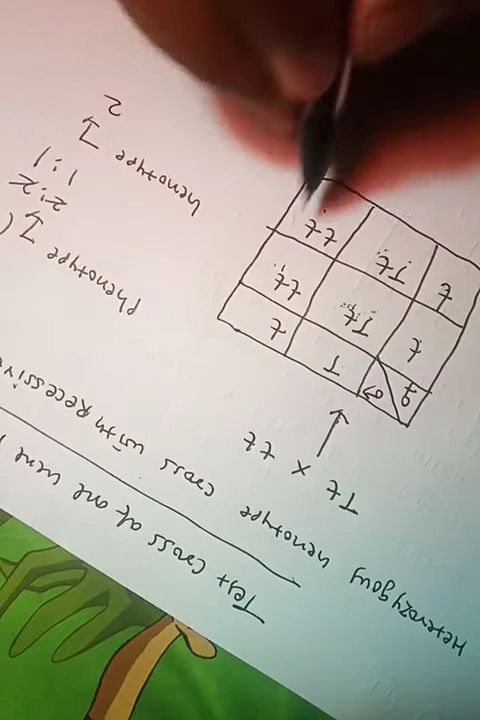 Test cross of one gene
Heterozygous genotype cross with recessive
Tt × tt
♀ ♂ T t
t Tt tt
t Tt tt
Phenotype → (
2:2
1:1
genotype →
2